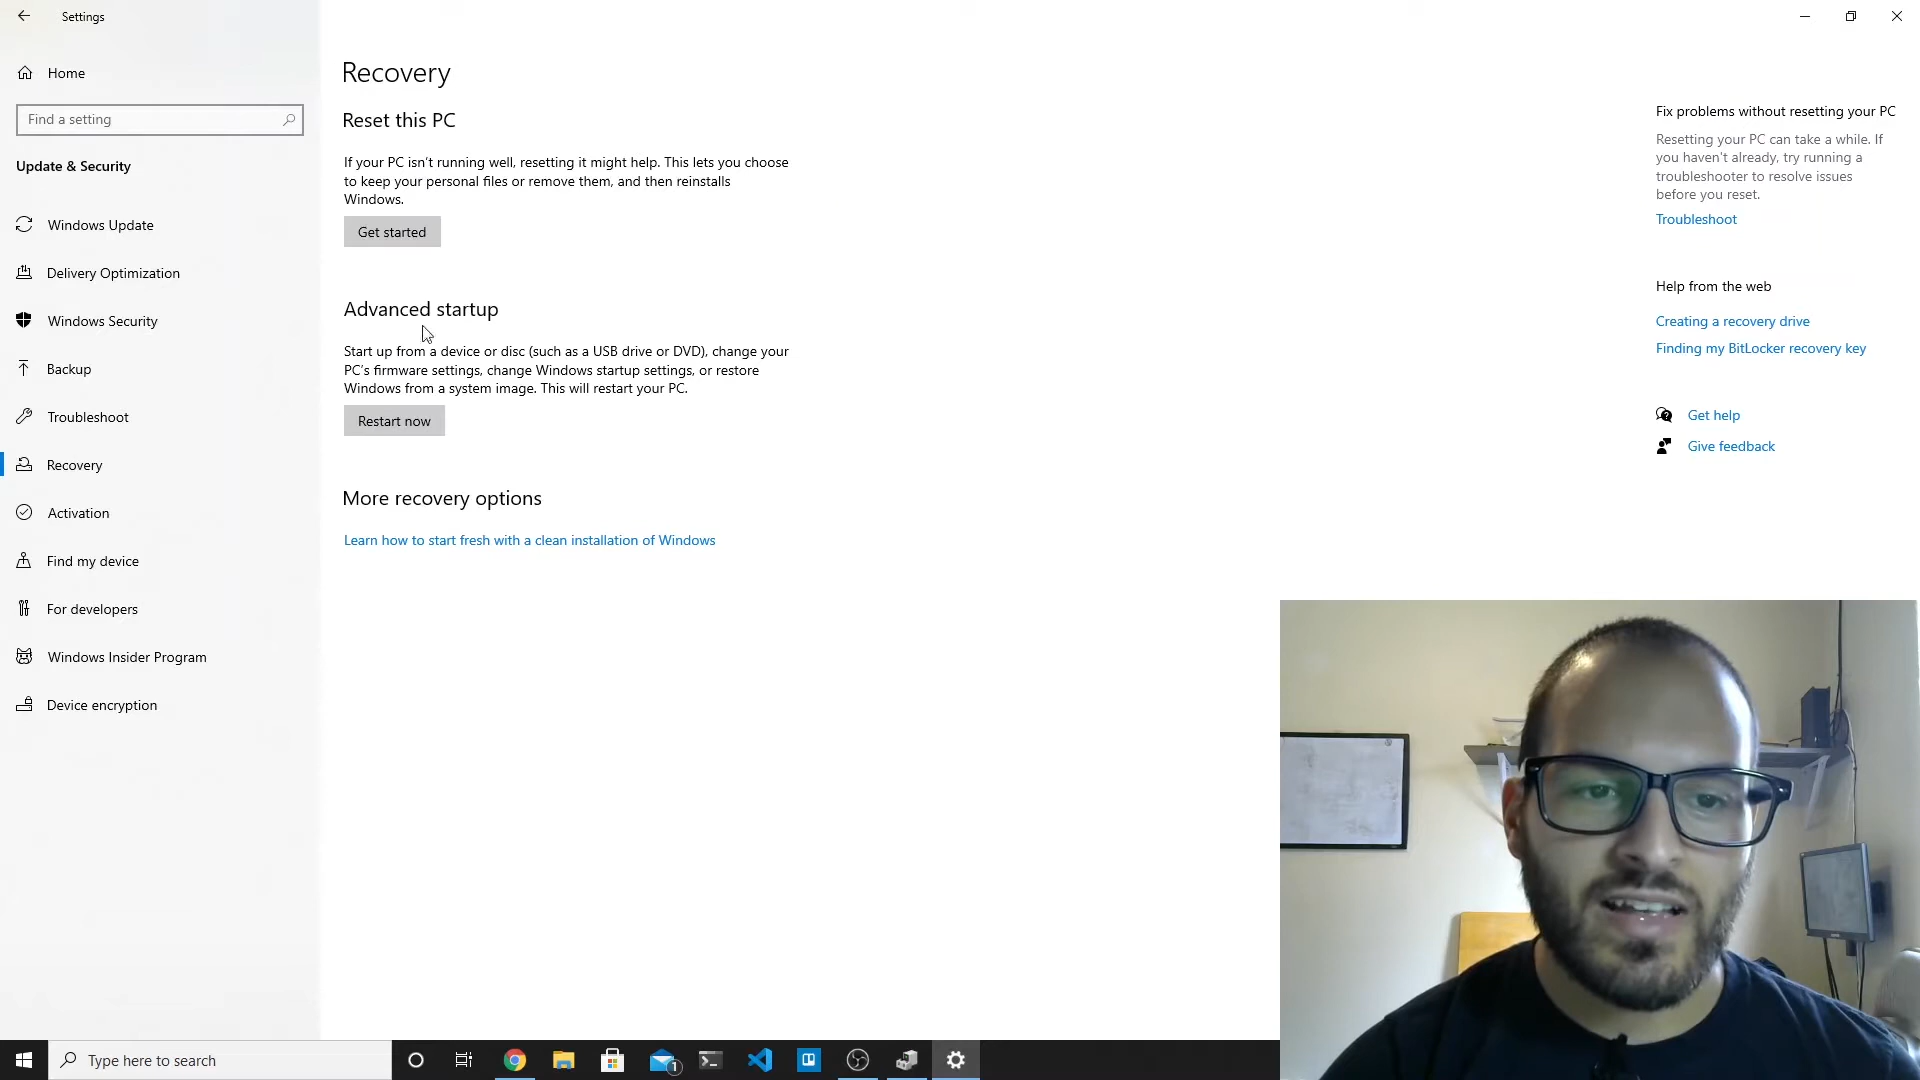 Settings
Home
Find a setting
Update & Security
Windows Update
Delivery Optimization
Windows Security
Backup
Troubleshoot
Recovery
Activation
Find my device
For developers
Windows Insider Program
Device encryption
Recovery
Reset this PC
If your PC isn't running well, resetting it might help. This lets you choose
to keep your personal files or remove them, and then reinstalls
Windows.
Get started
Advanced startup
Start up from a device or disc (such as a USB drive or DVD), change your
PC's firmware settings, change Windows startup settings, or restore
Windows from a system image. This will restart your PC.
Restart now
More recovery options
Learn how to start fresh with a clean installation of Windows
Fix problems without resetting your PC
Resetting your PC can take a while. If
you haven't already, try running a
troubleshooter to resolve issues
before you reset.
Troubleshoot
Help from the web
Creating a recovery drive
Finding my BitLocker recovery key
Get help
Give feedback
Type here to search
1